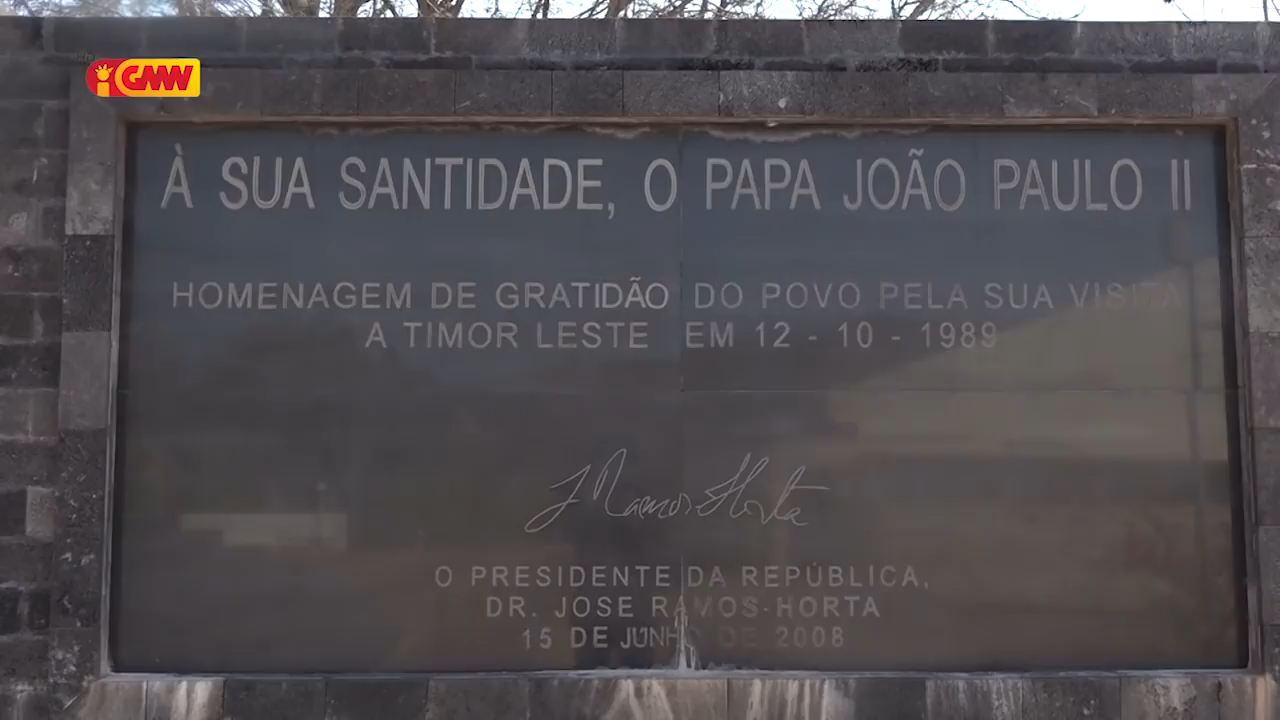 GMW
À SUA SANTIDADE, O PAPA JOÃO PAULO II
HOMENAGEM DE GRATIDÃO DO POVO PELA SUA VISITA
A TIMOR LESTE EM 12 - 10 - 1989
J Ramos Horta
O PRESIDENTE DA REPÚBLICA,
DR. JOSE RAMOS-HORTA
15 DE JUNHO DE 2008